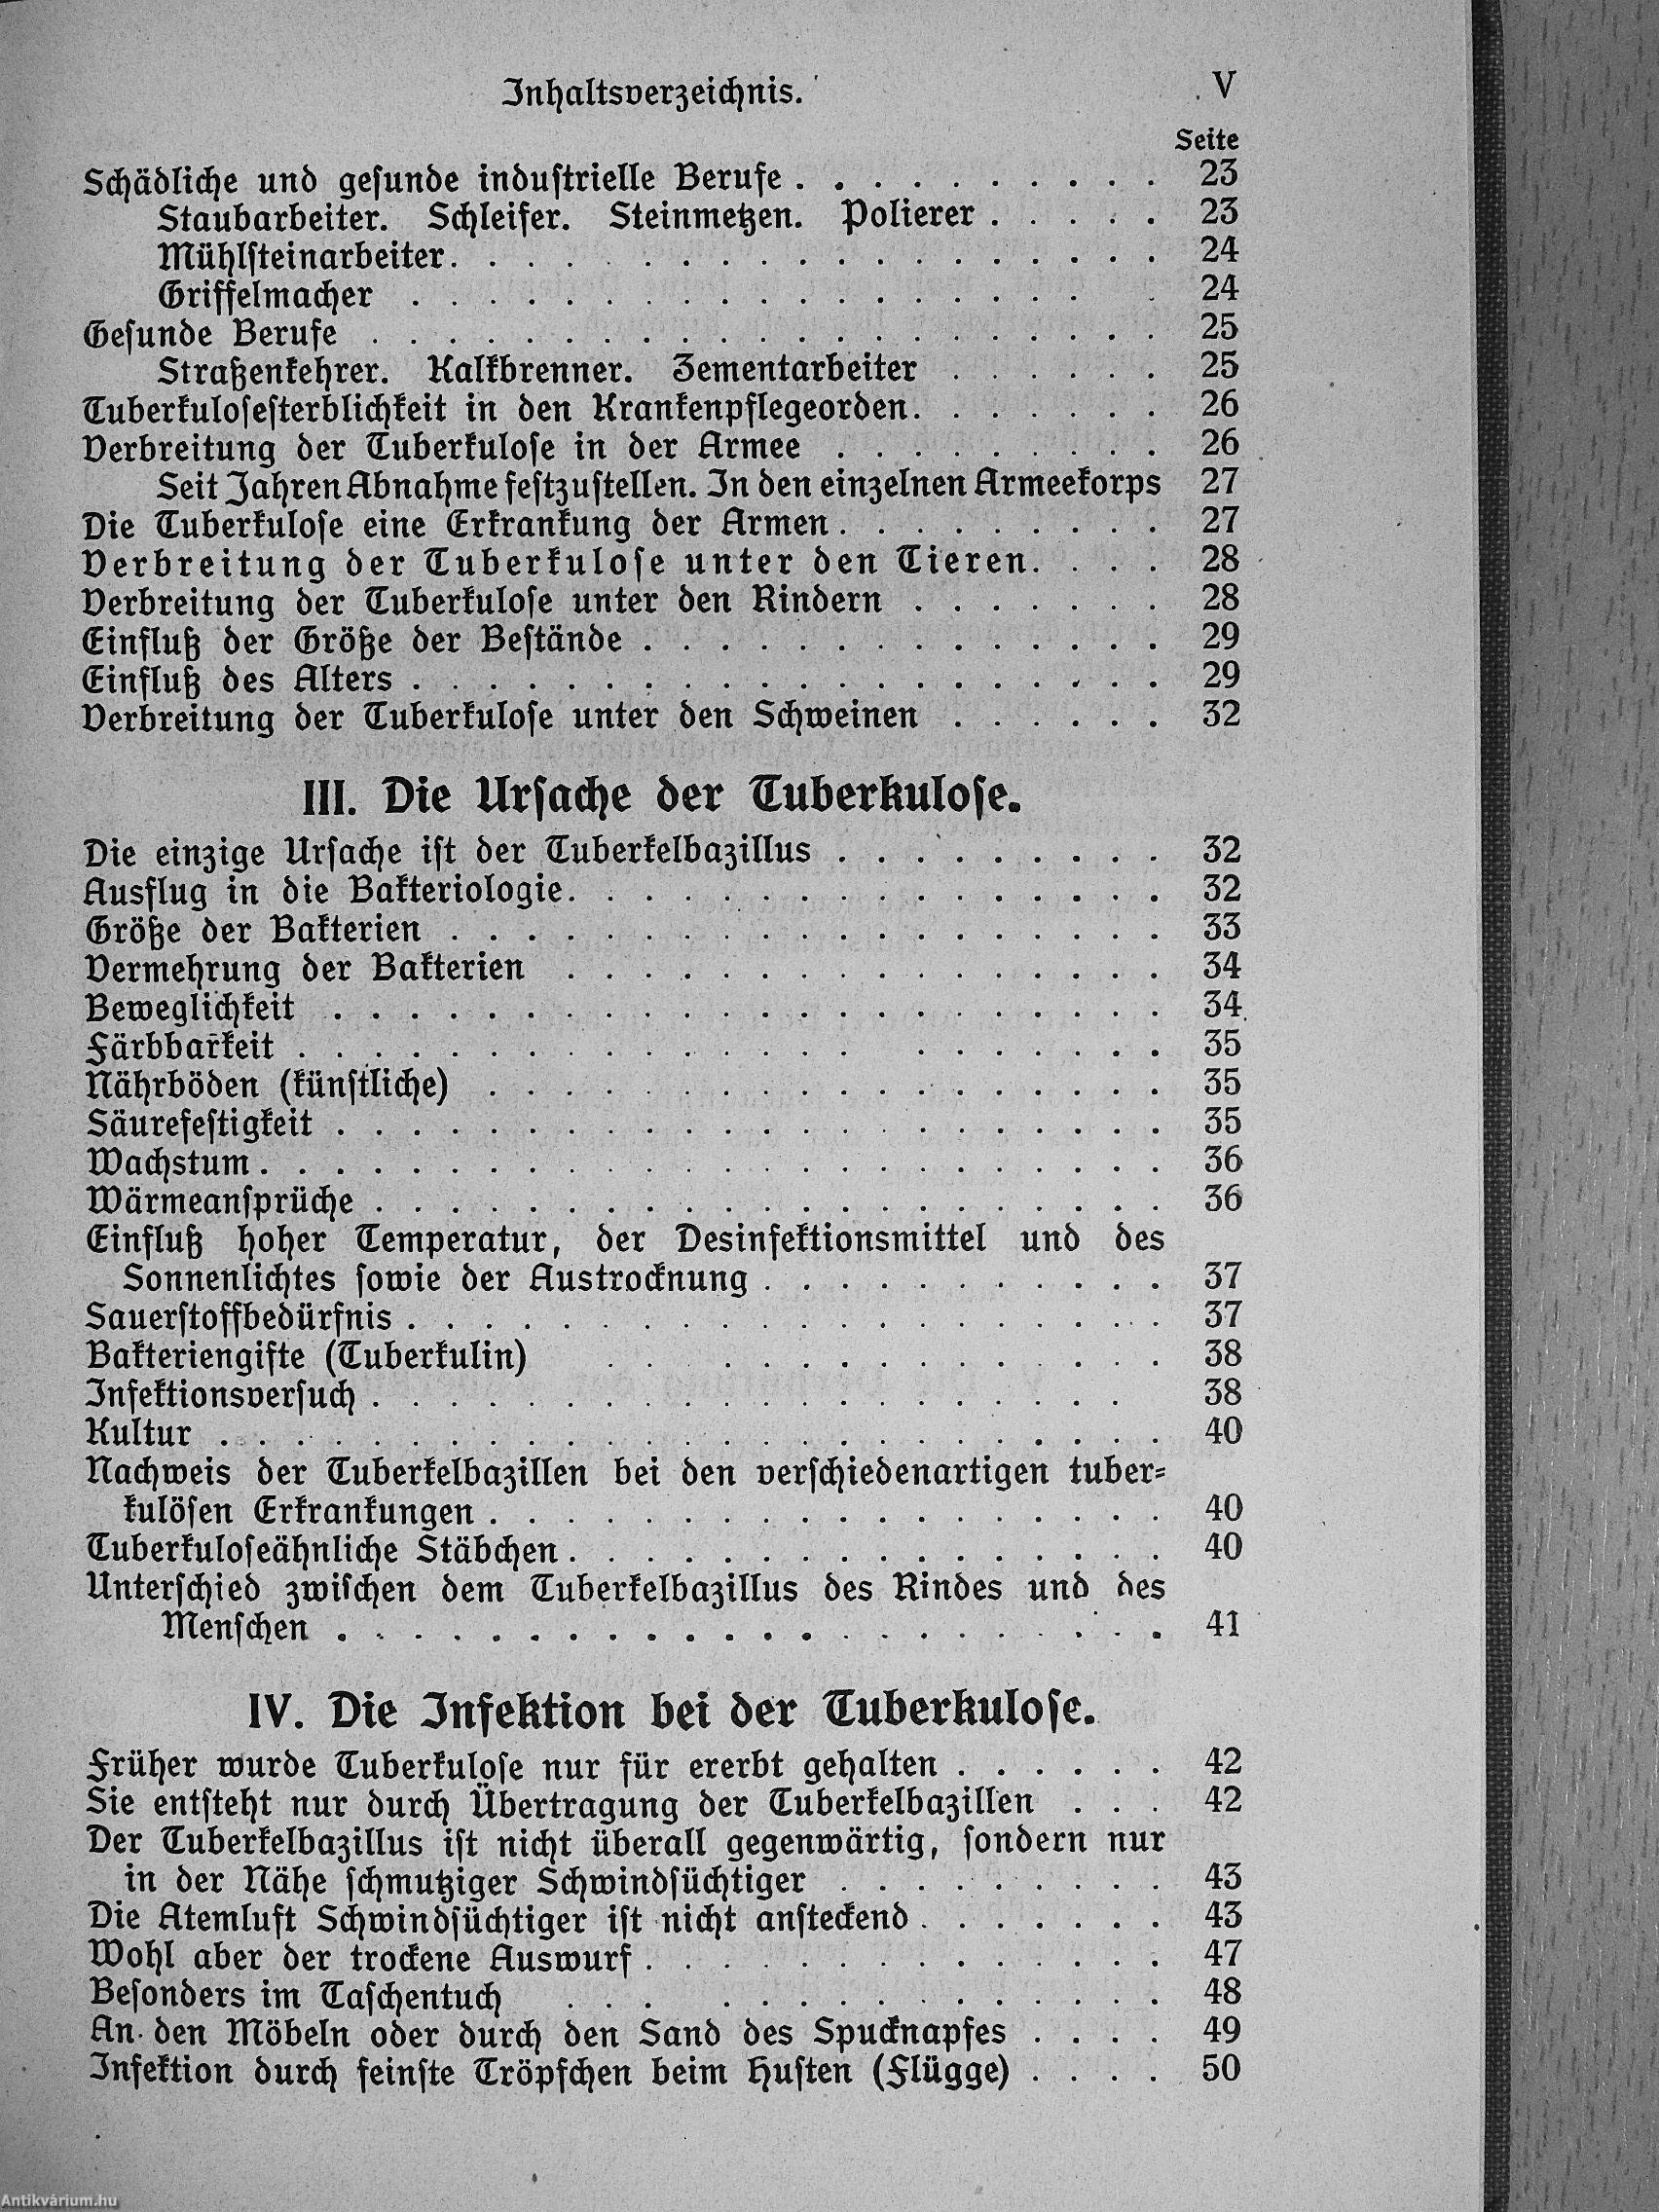 Inhaltsverzeichnis. V
Seite
Schädliche und geſunde induſtrielle Berufe . . . . . . . . . . 23
Staubarbeiter. Schleifer. Steinmetzen. Polierer . . . . . 23
Mühlſteinarbeiter. . . . . . . . . . . . . . . . . . . 24
Griffelmacher . . . . . . . . . . . . . . . . . . . 24
Geſunde Berufe . . . . . . . . . . . . . . . . . . . . . 25
Straßenkehrer. Kalkbrenner. Zementarbeiter . . . . . . 25
Tuberkuloſeſterblichkeit in den Krankenpflegeorden. . . . . . . 26
Verbreitung der Tuberkuloſe in der Armee . . . . . . . . . 26
Seit Jahren Abnahme feſtzuſtellen. In den einzelnen Armeekorps 27
Die Tuberkuloſe eine Erkrankung der Armen. . . . . . . . . 27
Verbreitung der Tuberkuloſe unter den Tieren. . . . 28
Verbreitung der Tuberkuloſe unter den Rindern . . . . . . . 28
Einfluß der Größe der Beſtände . . . . . . . . . . . . . . 29
Einfluß des Alters . . . . . . . . . . . . . . . . . . . . 29
Verbreitung der Tuberkuloſe unter den Schweinen . . . . . . 32
III. Die Urſache der Tuberkuloſe.
Die einzige Urſache iſt der Tuberkelbazillus . . . . . . . . . 32
Ausflug in die Bakteriologie. . . . . . . . . . . . . . . . 32
Größe der Bakterien . . . . . . . . . . . . . . . . . . . 33
Vermehrung der Bakterien . . . . . . . . . . . . . . . . 34
Beweglichkeit . . . . . . . . . . . . . . . . . . . . . . 34
Färbbarkeit . . . . . . . . . . . . . . . . . . . . . . 35
Nährböden (künſtliche) . . . . . . . . . . . . . . . . . . 35
Säurefeſtigkeit . . . . . . . . . . . . . . . . . . . . . . 35
Wachstum . . . . . . . . . . . . . . . . . . . . . . . . 36
Wärmeanſprüche . . . . . . . . . . . . . . . . . . . . . 36
Einfluß hoher Temperatur, der Desinfektionsmittel und des
Sonnenlichtes ſowie der Austrocknung . . . . . . . . . . . 37
Sauerſtoffbedürfnis . . . . . . . . . . . . . . . . . . . . 37
Bakteriengifte (Tuberkulin) . . . . . . . . . . . . . . 38
Infektionsverſuch . . . . . . . . . . . . . . . . . . . . 38
Kultur . . . . . . . . . . . . . . . . . . . . . . . . . 40
Nachweis der Tuberkelbazillen bei den verſchiedenartigen tuber-
kulöſen Erkrankungen . . . . . . . . . . . . . . . . . . 40
Tuberkuloſeähnliche Stäbchen . . . . . . . . . . . . . . . . 40
Unterſchied zwiſchen dem Tuberkelbazillus des Rindes und des
Menſchen . . . . . . . . . . . . . . . . . . . . . . 41
IV. Die Infektion bei der Tuberkuloſe.
Früher wurde Tuberkuloſe nur für ererbt gehalten . . . . . . 42
Sie entſteht nur durch Übertragung der Tuberkelbazillen . . . 42
Der Tuberkelbazillus iſt nicht überall gegenwärtig, ſondern nur
in der Nähe ſchmutziger Schwindſüchtiger . . . . . . . . . 43
Die Atemluft Schwindſüchtiger iſt nicht anſteckend . . . . . . . 43
Wohl aber der trockene Auswurf . . . . . . . . . . . . . . 47
Beſonders im Taſchentuch . . . . . . . . . . . . . . . 48
An den Möbeln oder durch den Sand des Spucknapfes . . . . 49
Infektion durch feinſte Tröpfchen beim Huſten (Flügge) . . . . 50
Antikvárium.hu